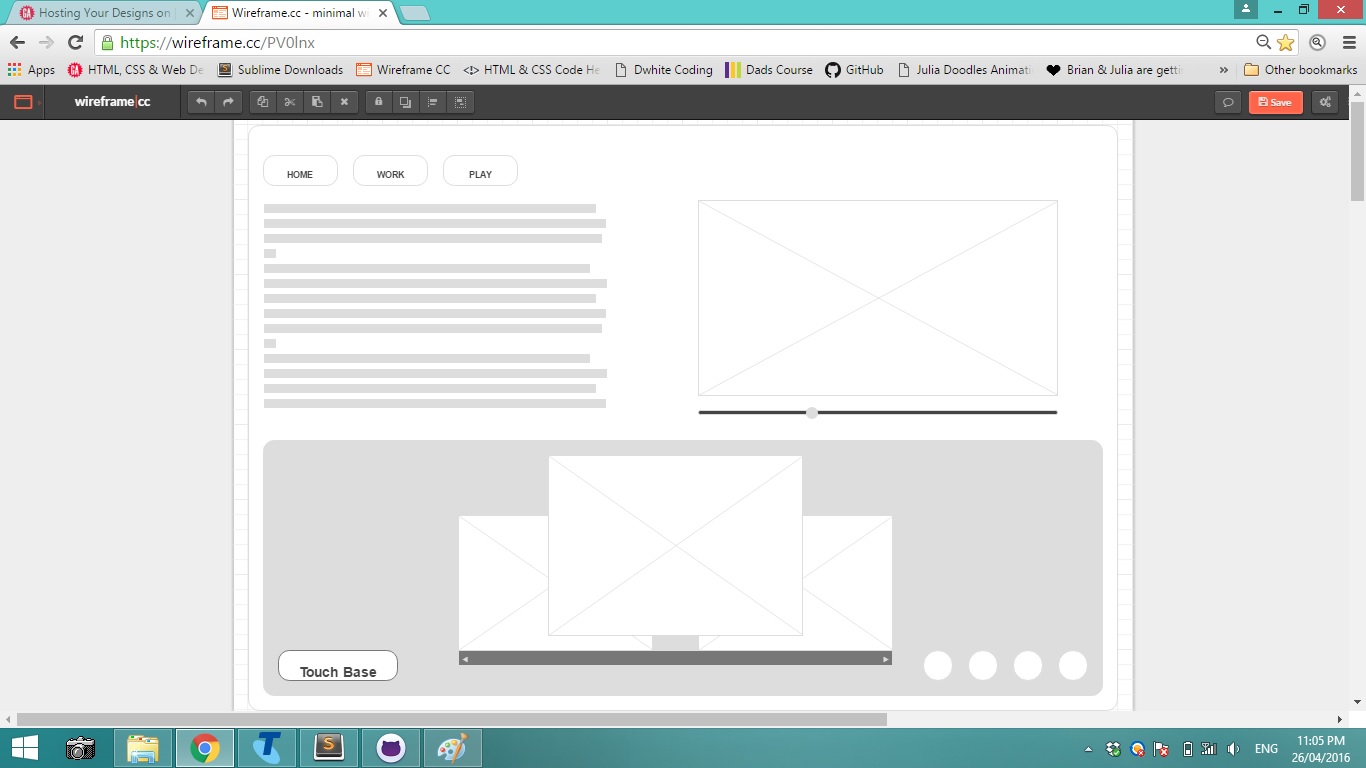 Hosting Your Designs on
Wireframe.cc - minimal w
https://wireframe.cc/PV0lnx
Apps
HTML, CSS & Web De
Sublime Downloads
Wireframe CC
HTML & CSS Code He
Dwhite Coding
Dads Course
GitHub
Julia Doodles Animati
Brian & Julia are getti
» Other bookmarks
wireframe|cc
Save
HOME WORK PLAY
Touch Base
ENG
11:05 PM
26/04/2016